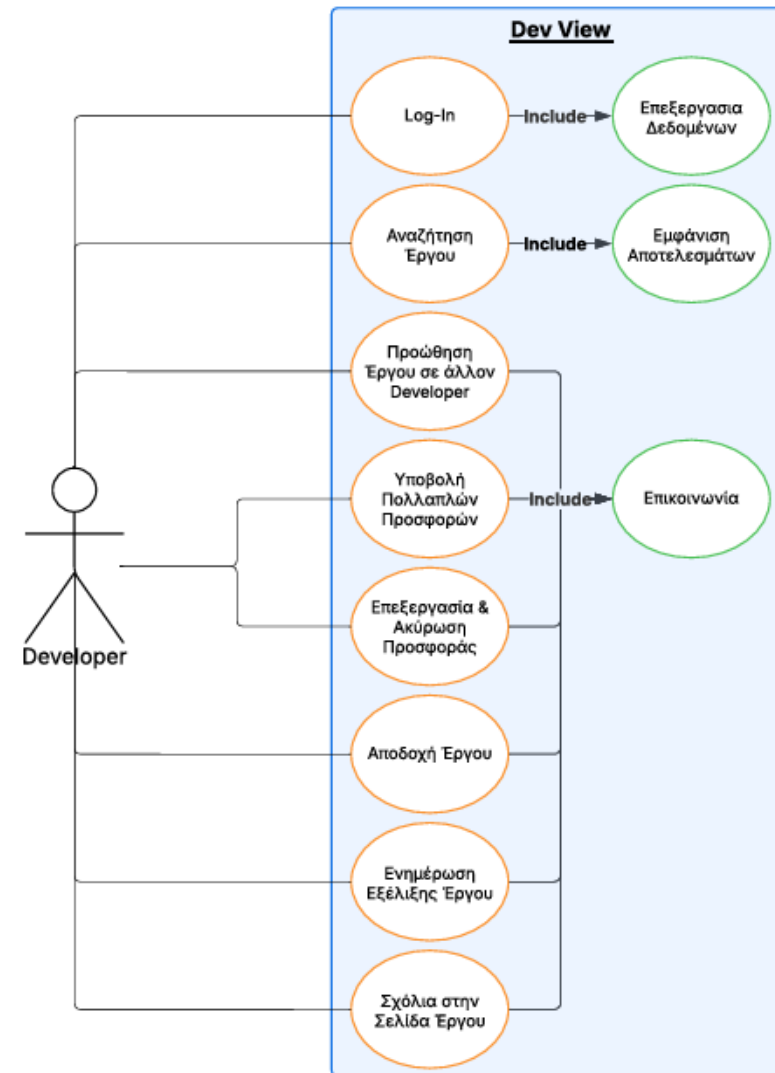 Dev View
Log-In
Include
Επεξεργασια
Δεδομένων
Αναζήτηση
Έργου
Include
Εμφάνιση
Αποτελεσμάτων
Προώθηση
Έργου σε άλλον
Developer
Υποβολή
Πολλαπλών
Προσφορών
Include
Επικοινωνία
Επεξεργασία &
Ακύρωση
Προσφοράς
Developer
Αποδοχή Έργου
Ενημέρωση
Εξέλιξης Έργου
Σχόλια στην
Σελίδα Έργου